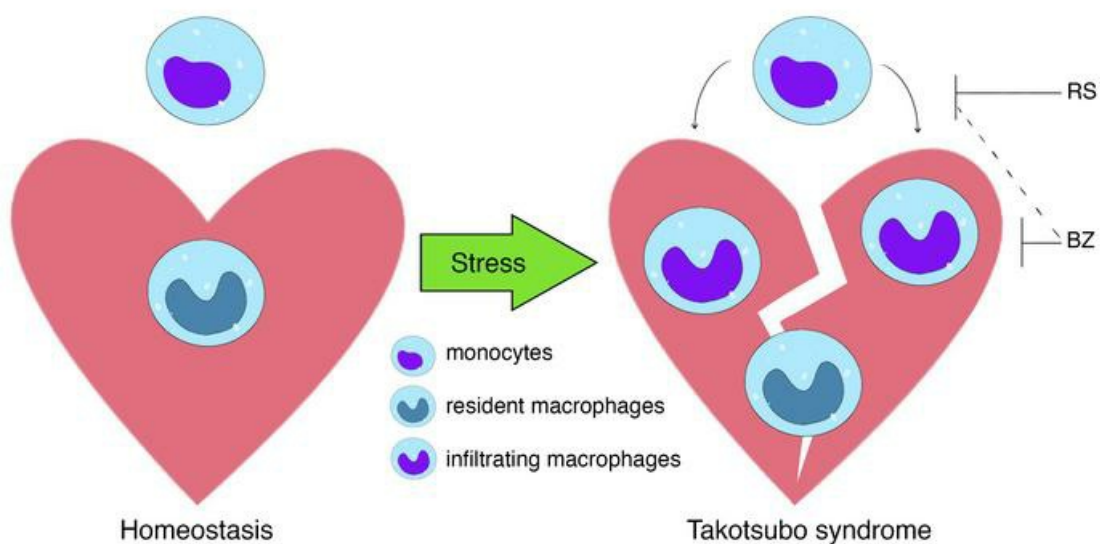 RS
BZ
Stress
monocytes
resident macrophages
infiltrating macrophages
Homeostasis
Takotsubo syndrome